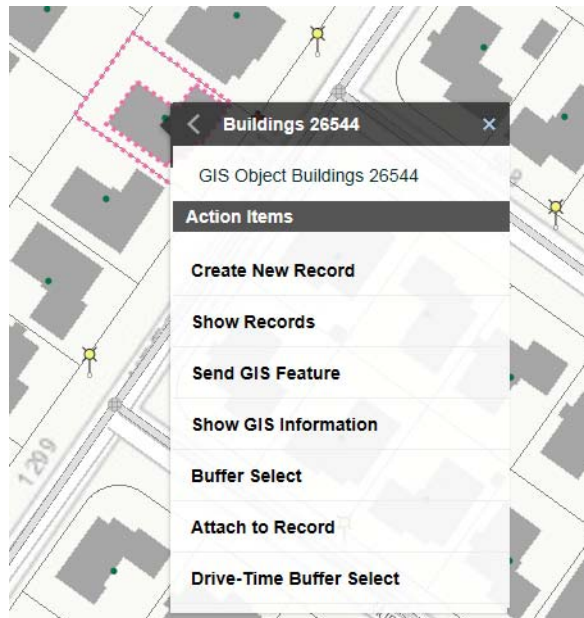 Buildings 26544
GIS Object Buildings 26544
Action Items
Create New Record
Show Records
Send GIS Feature
Show GIS Information
Buffer Select
Attach to Record
1299
Drive-Time Buffer Select